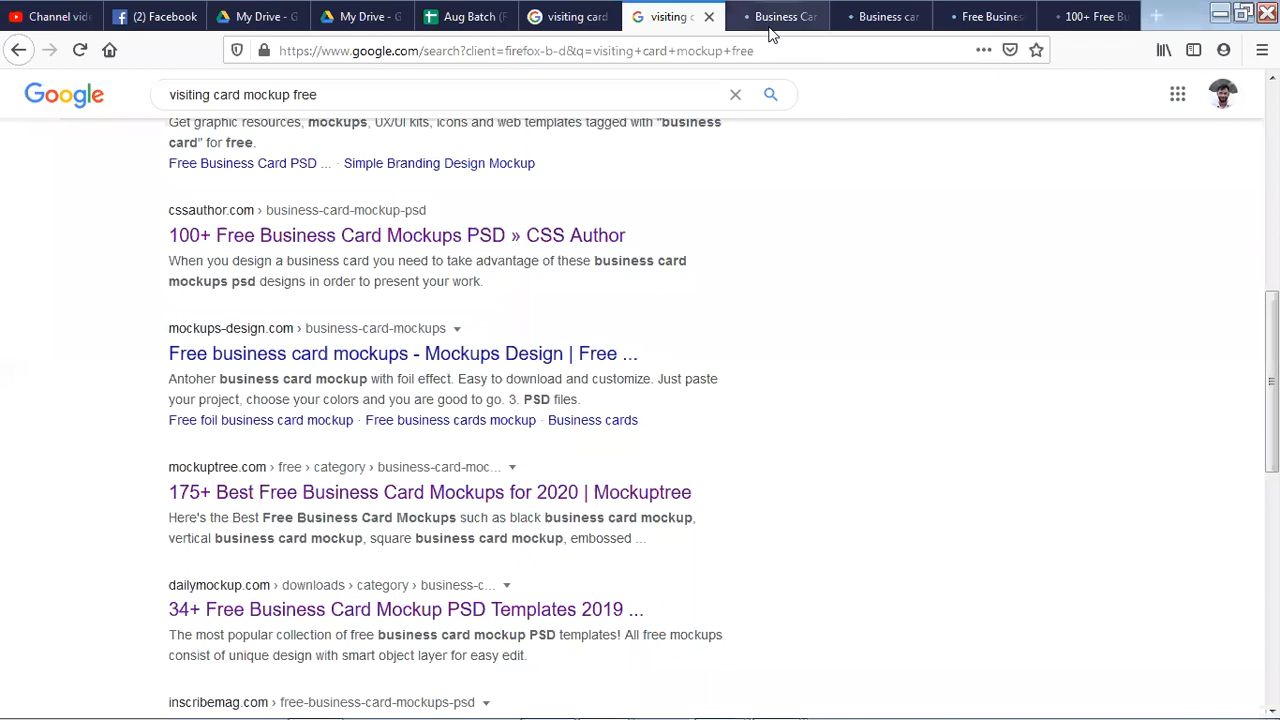 Channel vide (2) Facebook My Drive - G My Drive - G Aug Batch (F visiting card visiting c Business Car Business car Free Busines 100+ Free Bu
https://www.google.com/search?client=firefox-b-d&q=visiting+card+mockup+free
Google visiting card mockup free
Get graphic resources, mockups, UX/UI kits, icons and web templates tagged with "business
card" for free.
Free Business Card PSD ... · Simple Branding Design Mockup
cssauthor.com › business-card-mockup-psd
100+ Free Business Card Mockups PSD » CSS Author
When you design a business card you need to take advantage of these business card
mockups psd designs in order to present your work.
mockups-design.com › business-card-mockups
Free business card mockups - Mockups Design | Free ...
Antoher business card mockup with foil effect. Easy to download and customize. Just paste
your project, choose your colors and you are good to go. 3. PSD files.
Free foil business card mockup · Free business cards mockup · Business cards
mockuptree.com › free › category › business-card-moc...
175+ Best Free Business Card Mockups for 2020 | Mockuptree
Here's the Best Free Business Card Mockups such as black business card mockup,
vertical business card mockup, square business card mockup, embossed ...
dailymockup.com › downloads › category › business-c...
34+ Free Business Card Mockup PSD Templates 2019 ...
The most popular collection of free business card mockup PSD templates! All free mockups
consist of unique design with smart object layer for easy edit.
inscribemag.com › free-business-card-mockups-psd